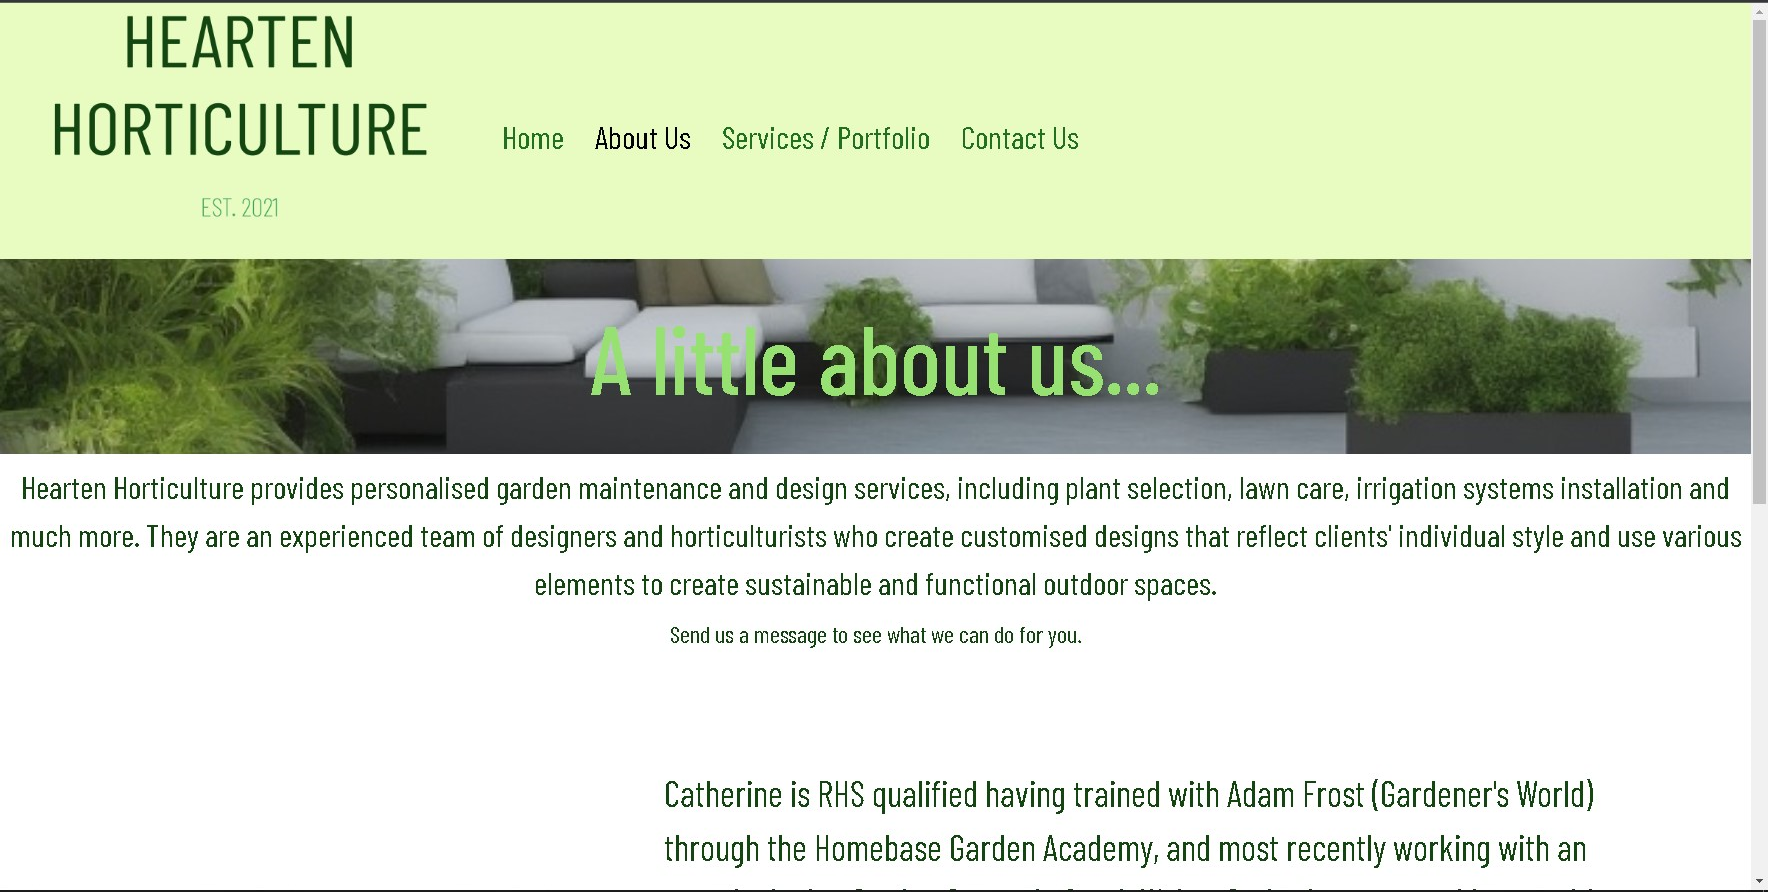 HEARTEN
HORTICULTURE
EST. 2021
Home About Us Services / Portfolio Contact Us
A little about us...
Hearten Horticulture provides personalised garden maintenance and design services, including plant selection, lawn care, irrigation systems installation and
much more. They are an experienced team of designers and horticulturists who create customised designs that reflect clients' individual style and use various
elements to create sustainable and functional outdoor spaces.
Send us a message to see what we can do for you.
Catherine is RHS qualified having trained with Adam Frost (Gardener's World)
through the Homebase Garden Academy, and most recently working with an